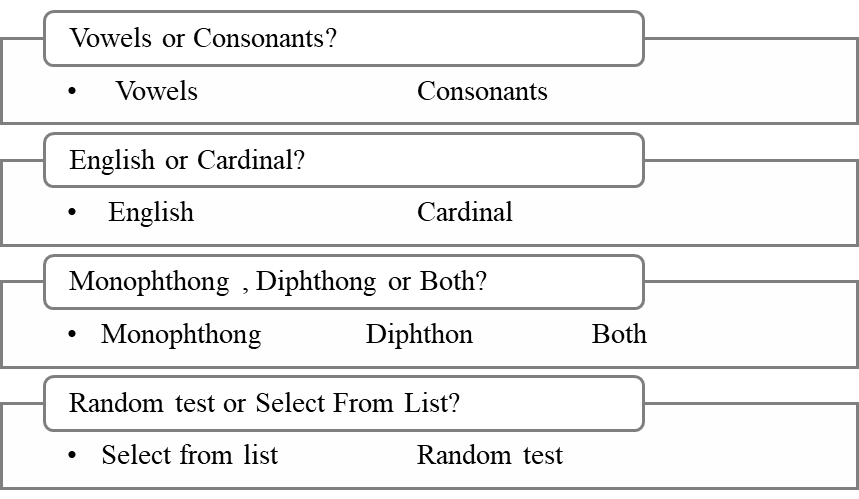 Vowels or Consonants?
• Vowels Consonants
English or Cardinal?
• English Cardinal
Monophthong , Diphthong or Both?
• Monophthong Diphthon Both
Random test or Select From List?
• Select from list Random test